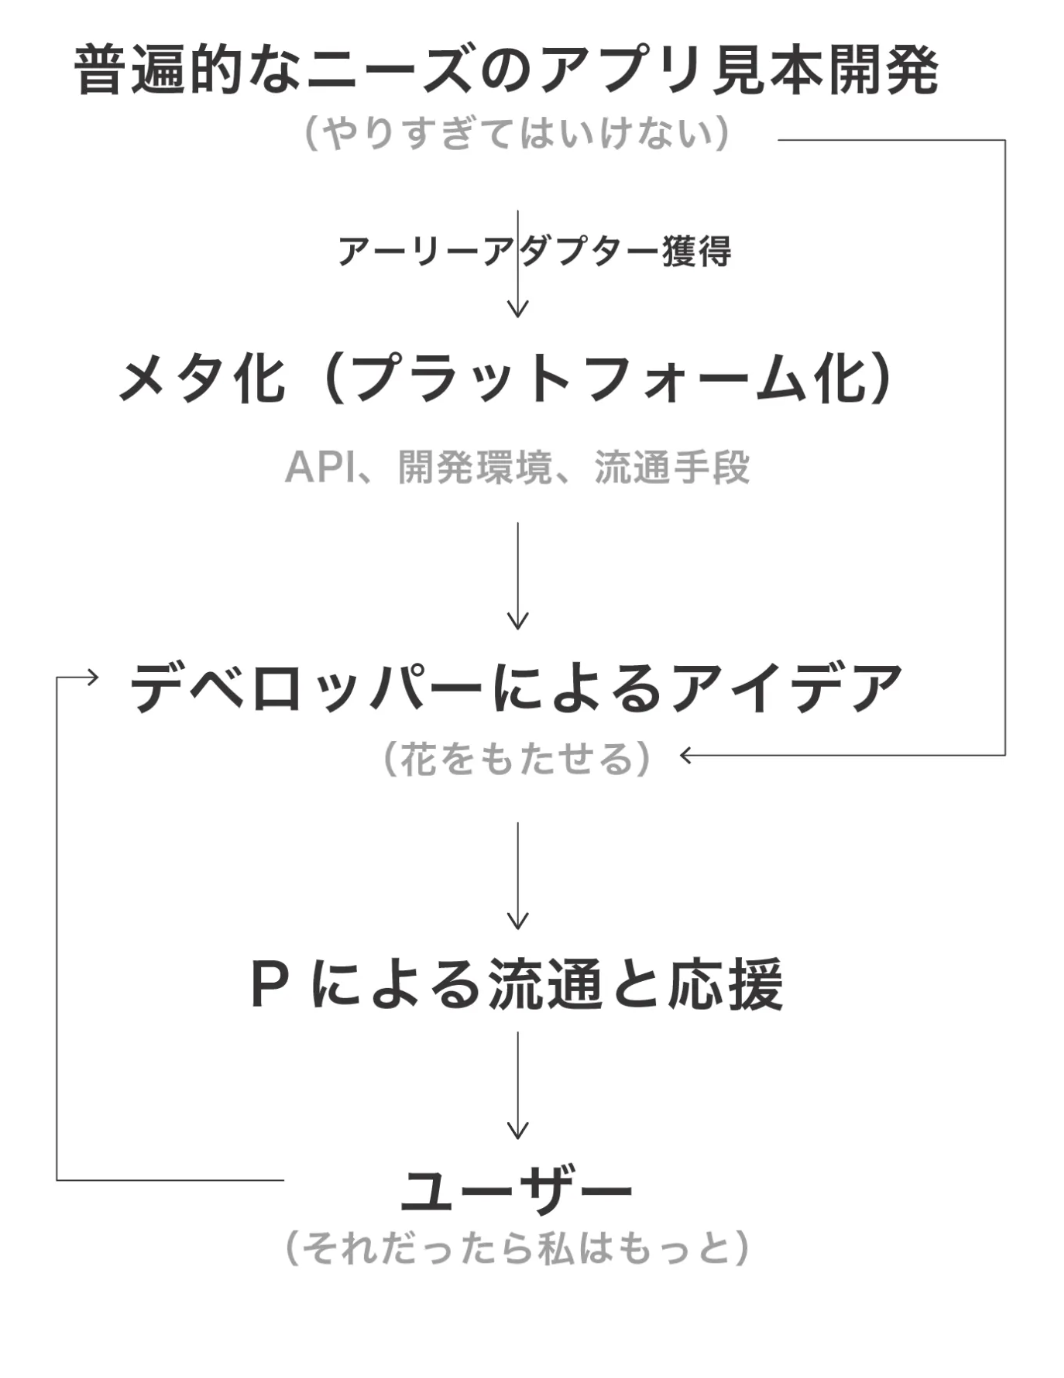 普遍的なニーズのアプリ見本開発
（やりすぎてはいけない）
アーリーアダプター獲得
メタ化（プラットフォーム化）
API、開発環境、流通手段
デベロッパーによるアイデア
（花をもたせる）
P による流通と応援
ユーザー
（それだったら私はもっと）